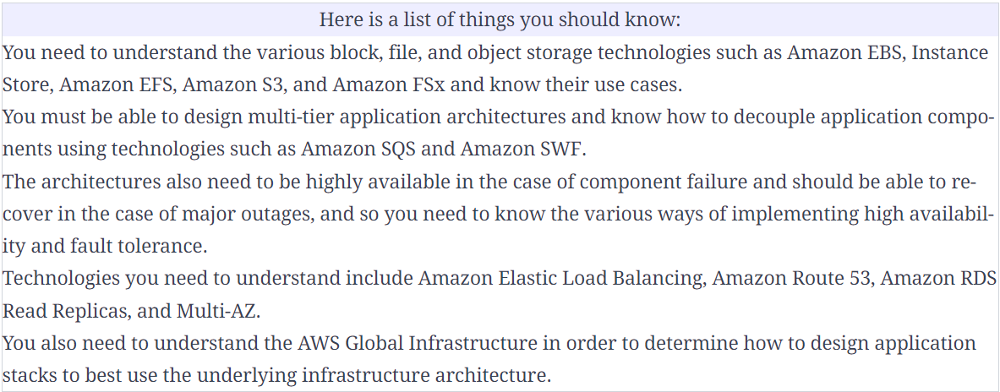 Here is a list of things you should know:
You need to understand the various block, file, and object storage technologies such as Amazon EBS, Instance
Store, Amazon EFS, Amazon S3, and Amazon FSx and know their use cases.
You must be able to design multi-tier application architectures and know how to decouple application compo-
nents using technologies such as Amazon SQS and Amazon SWF.
The architectures also need to be highly available in the case of component failure and should be able to re-
cover in the case of major outages, and so you need to know the various ways of implementing high availabil-
ity and fault tolerance.
Technologies you need to understand include Amazon Elastic Load Balancing, Amazon Route 53, Amazon RDS
Read Replicas, and Multi-AZ.
You also need to understand the AWS Global Infrastructure in order to determine how to design application
stacks to best use the underlying infrastructure architecture.